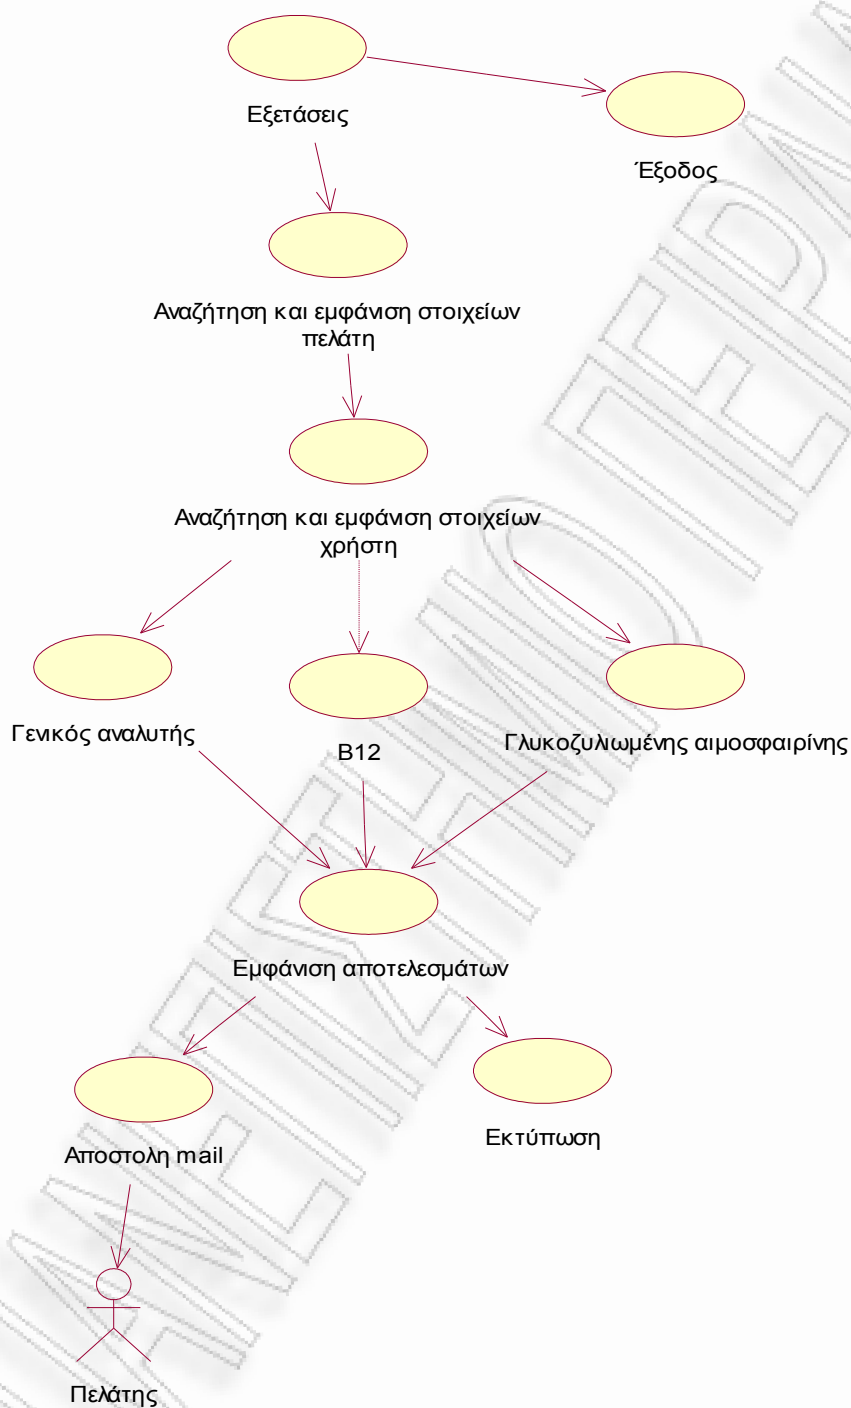 Εξετάσεις
Έξοδος
Αναζήτηση και εμφάνιση στοιχείων
πελάτη
Αναζήτηση και εμφάνιση στοιχείων
χρήστη
Γενικός αναλυτής
Β12
Γλυκοζυλιωμένης αιμοσφαιρίνης
Εμφάνιση αποτελεσμάτων
Αποστολη mail
Εκτύπωση
Πελάτης